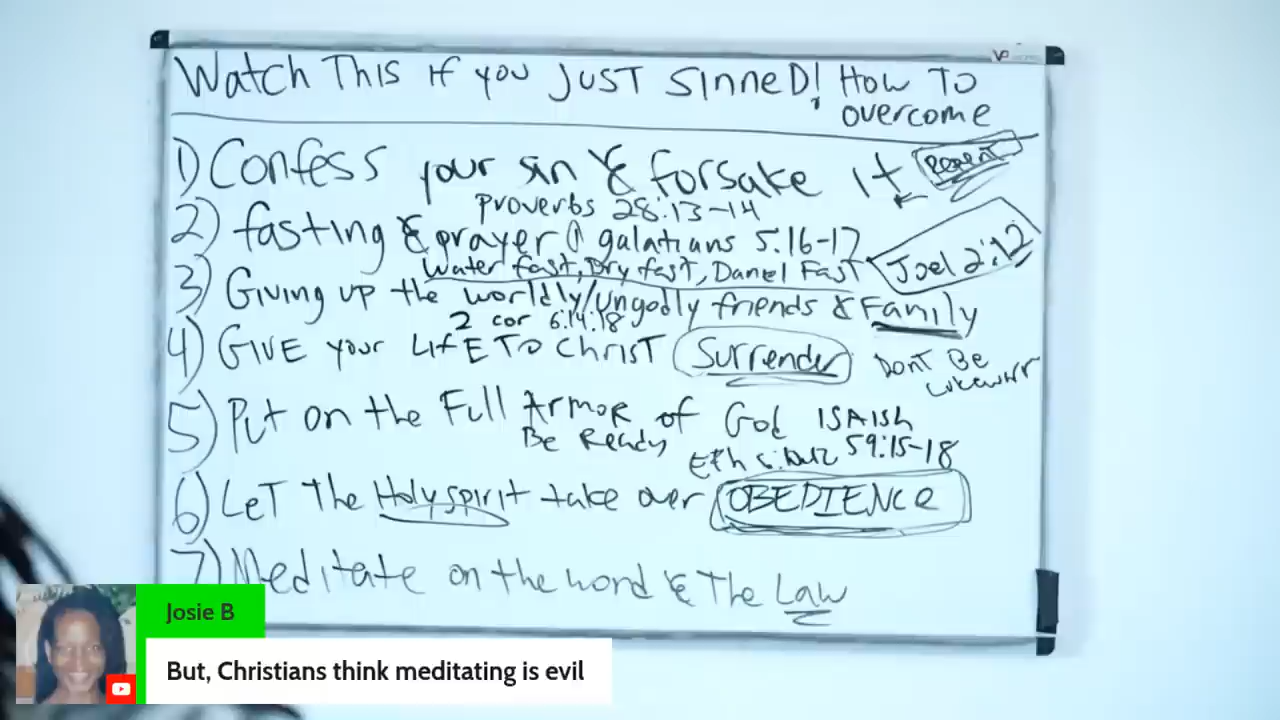 Watch This if you JUST SINNED! How To
overcome
1) Confess your sin & forsake It Repent
Proverbs 28:13-14
2) fasting & prayer galatians 5:16-17
Water fast, Dry fast, Daniel Fast Joel 2:12
3) Giving up the worldly/ungodly friends & Family
2 cor 6:14-18
4) GIVE your LIFE TO Christ Surrender DONT BE
5) Put on the Full Armor of God ISAIAH
Be Ready 59:15-18
6) LET The Holy spirit take over OBEDIENCE
7) Meditate on the word & The Law
Josie B
But, Christians think meditating is evil